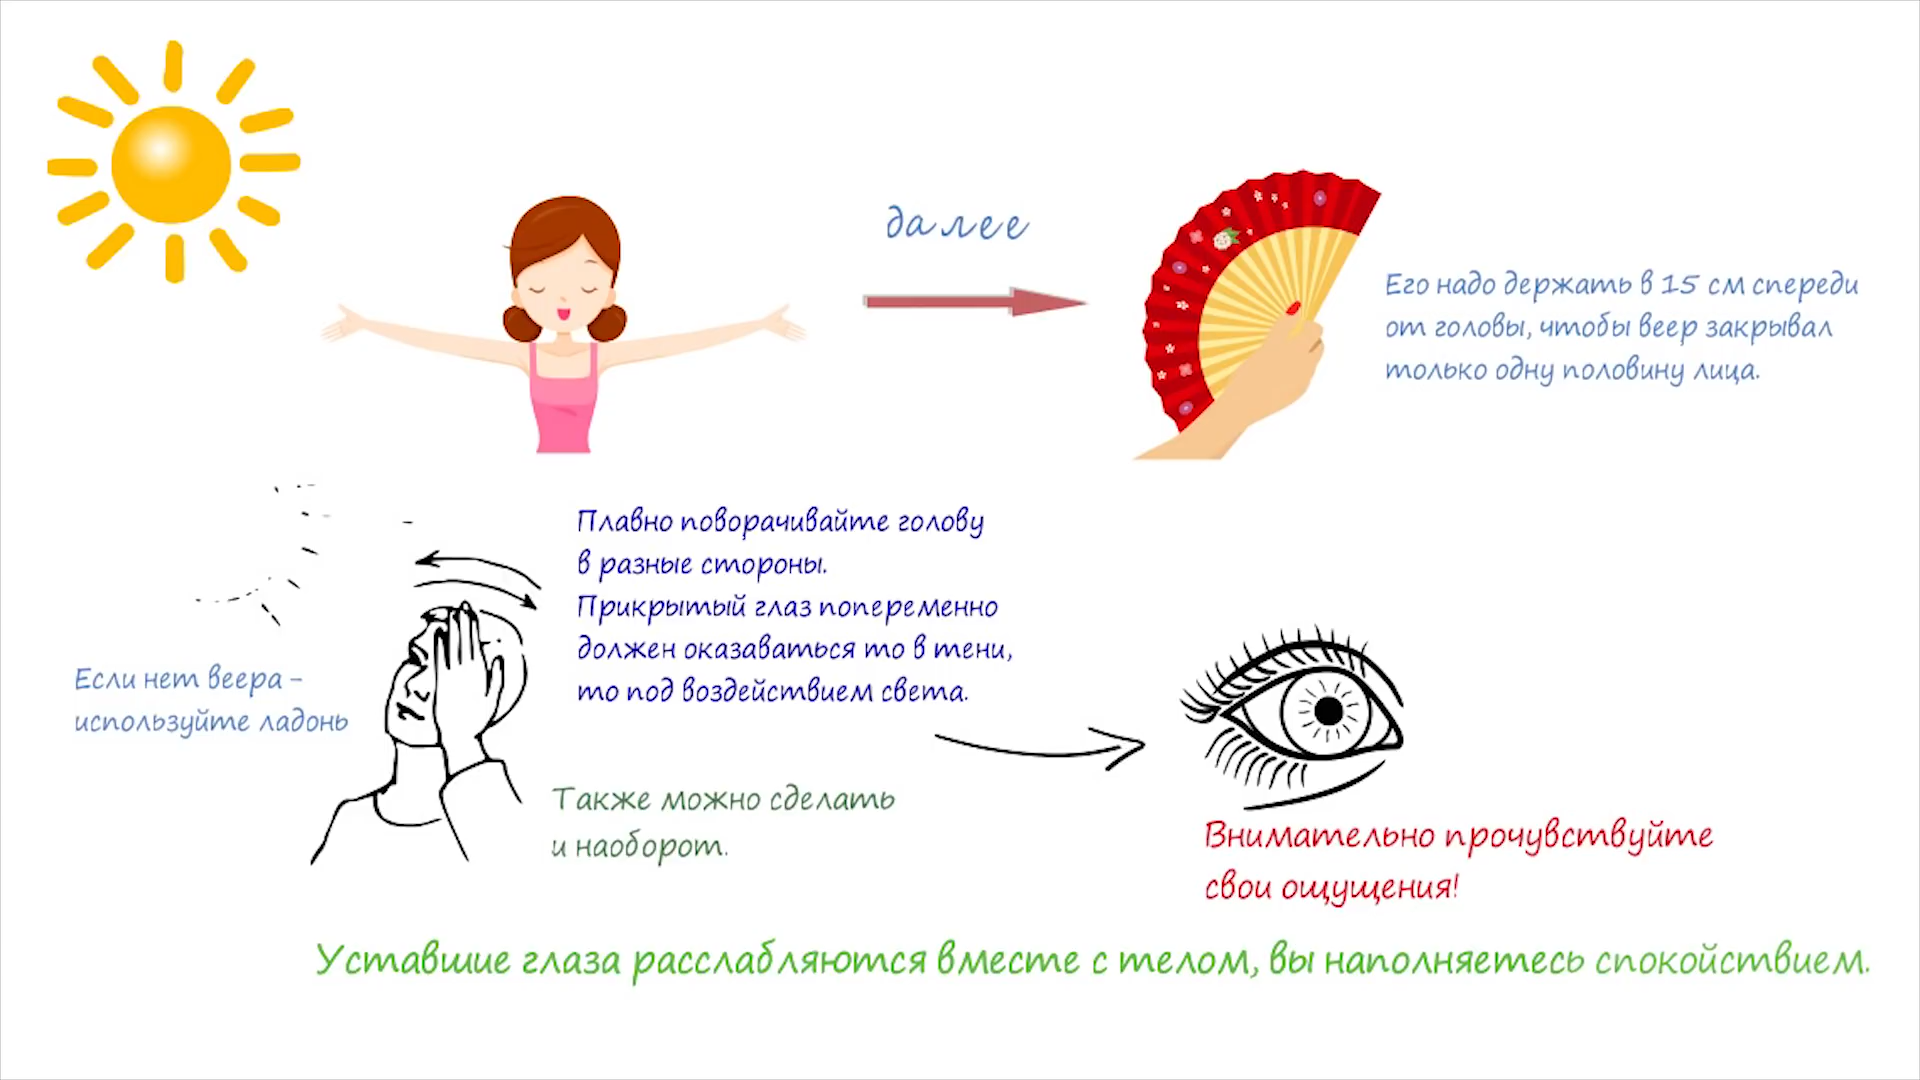 далее
Его надо держать в 15 см спереди
от головы, чтобы веер закрывал
только одну половину лица.
Плавно поворачивайте голову
в разные стороны.
Прикрытый глаз попеременно
должен оказаваться то в тени,
то под воздействием света.
Если нет веера -
используйте ладонь
Также можно сделать
и наоборот.
Внимательно прочувствуйте
свои ощущения!
Уставшие глаза расслабляются вместе с телом, вы наполняетесь спокойствием.